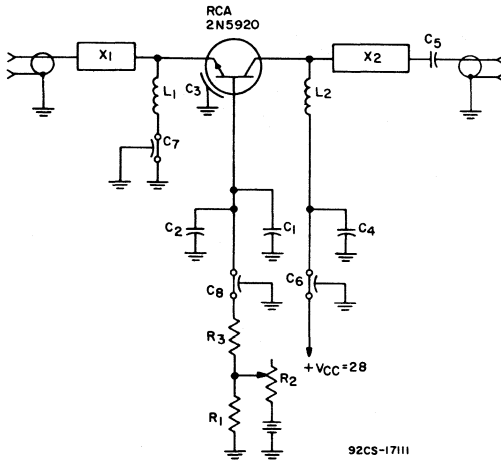 RCA
2N5920
X1
X2
C5
C3
L1
L2
C7
C2
C1
C4
C8
C6
R3
R2
+VCC=28
R1
92CS-17111